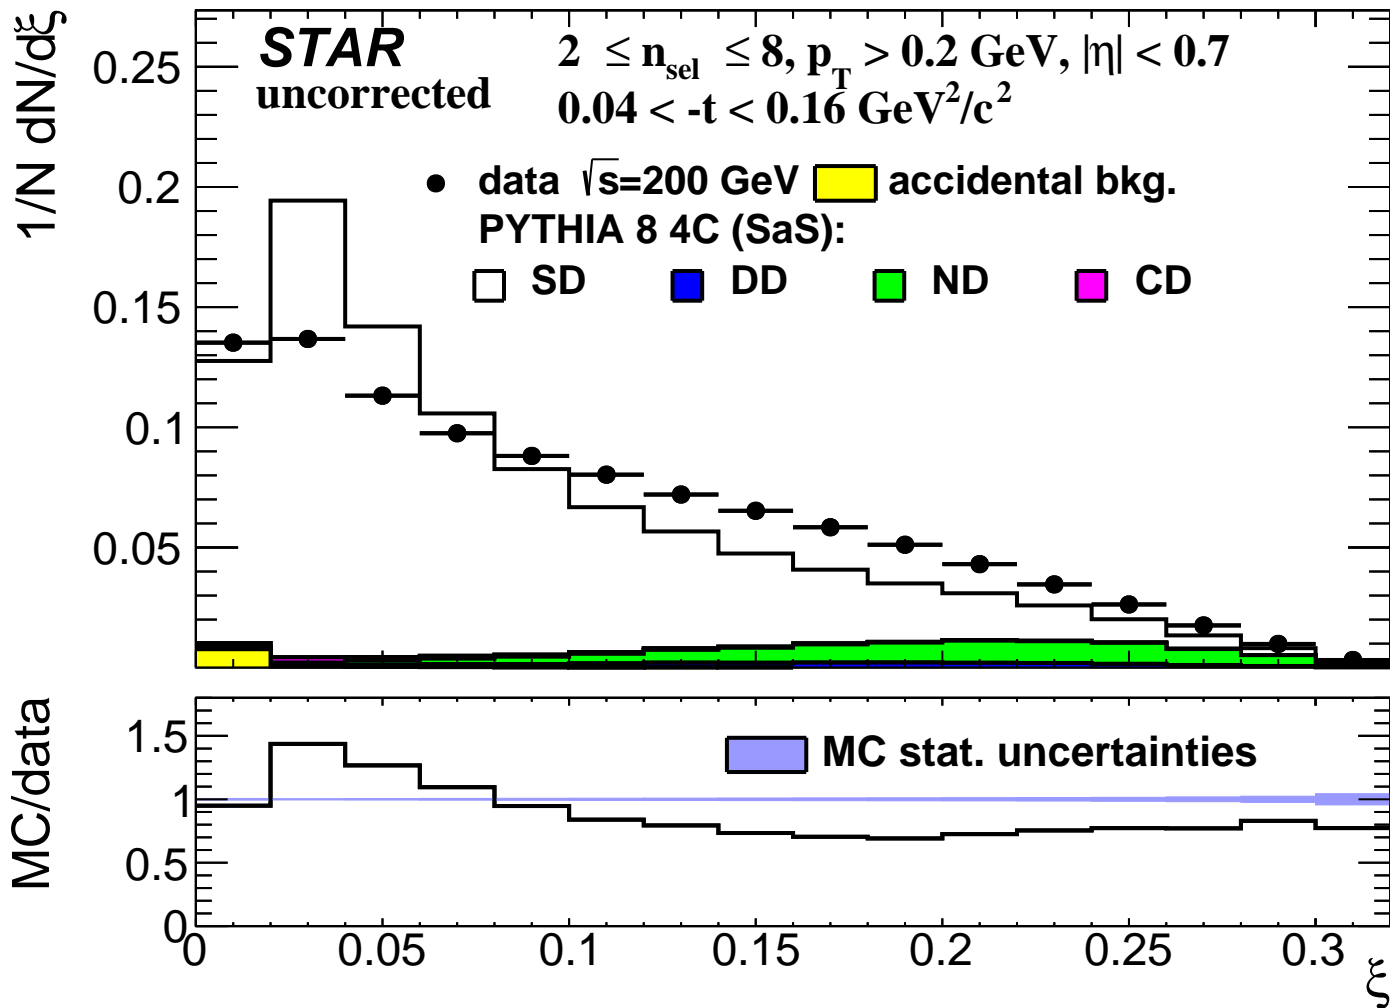 1/N dN/dξ
0.25
0.2
0.15
0.1
0.05
STAR
uncorrected
2 ≤ n_sel ≤ 8, p_T > 0.2 GeV, |η| < 0.7
0.04 < -t < 0.16 GeV²/c²
data √s=200 GeV accidental bkg.
PYTHIA 8 4C (SaS):
SD DD ND CD
MC/data
1.5
1
0.5
0
MC stat. uncertainties
0 0.05 0.1 0.15 0.2 0.25 0.3
ξ